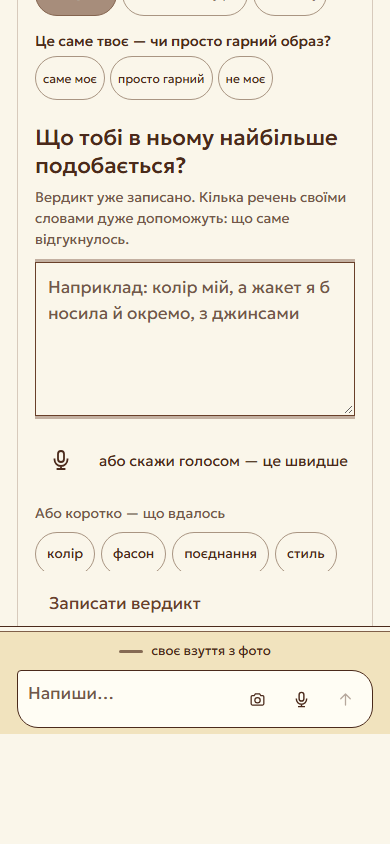 Це саме твоє — чи просто гарний образ?
саме моє
просто гарний
не моє
Що тобі в ньому найбільше
подобається?
Вердикт уже записано. Кілька речень своїми
словами дуже допоможуть: що саме
відгукнулось.
Наприклад: колір мій, а жакет я б
носила й окремо, з джинсами
або скажи голосом — це швидше
Або коротко — що вдалось
колір
фасон
поєднання
стиль
Записати вердикт
своє взуття з фото
Напиши...